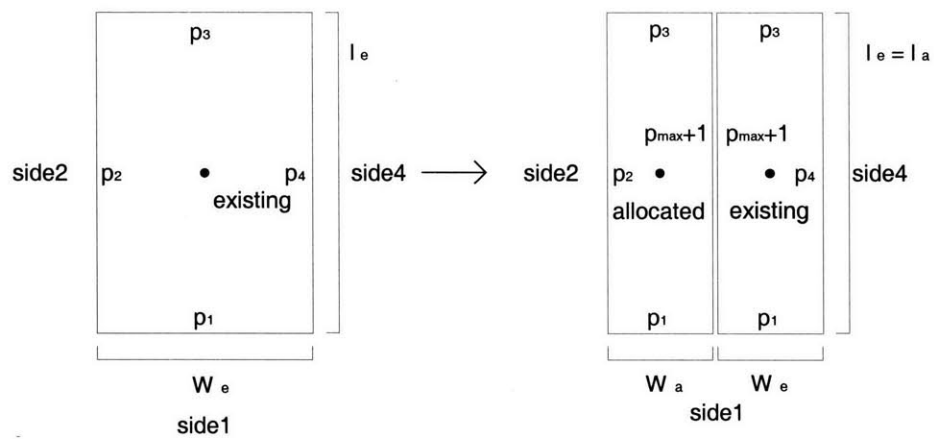 p3 p3 p3
l e l e = l a
pmax+1 pmax+1
side2 p2 p4 side4 side2 p2 p4 side4
existing allocated existing
p1 p1 p1
W e W a W e
side1 side1